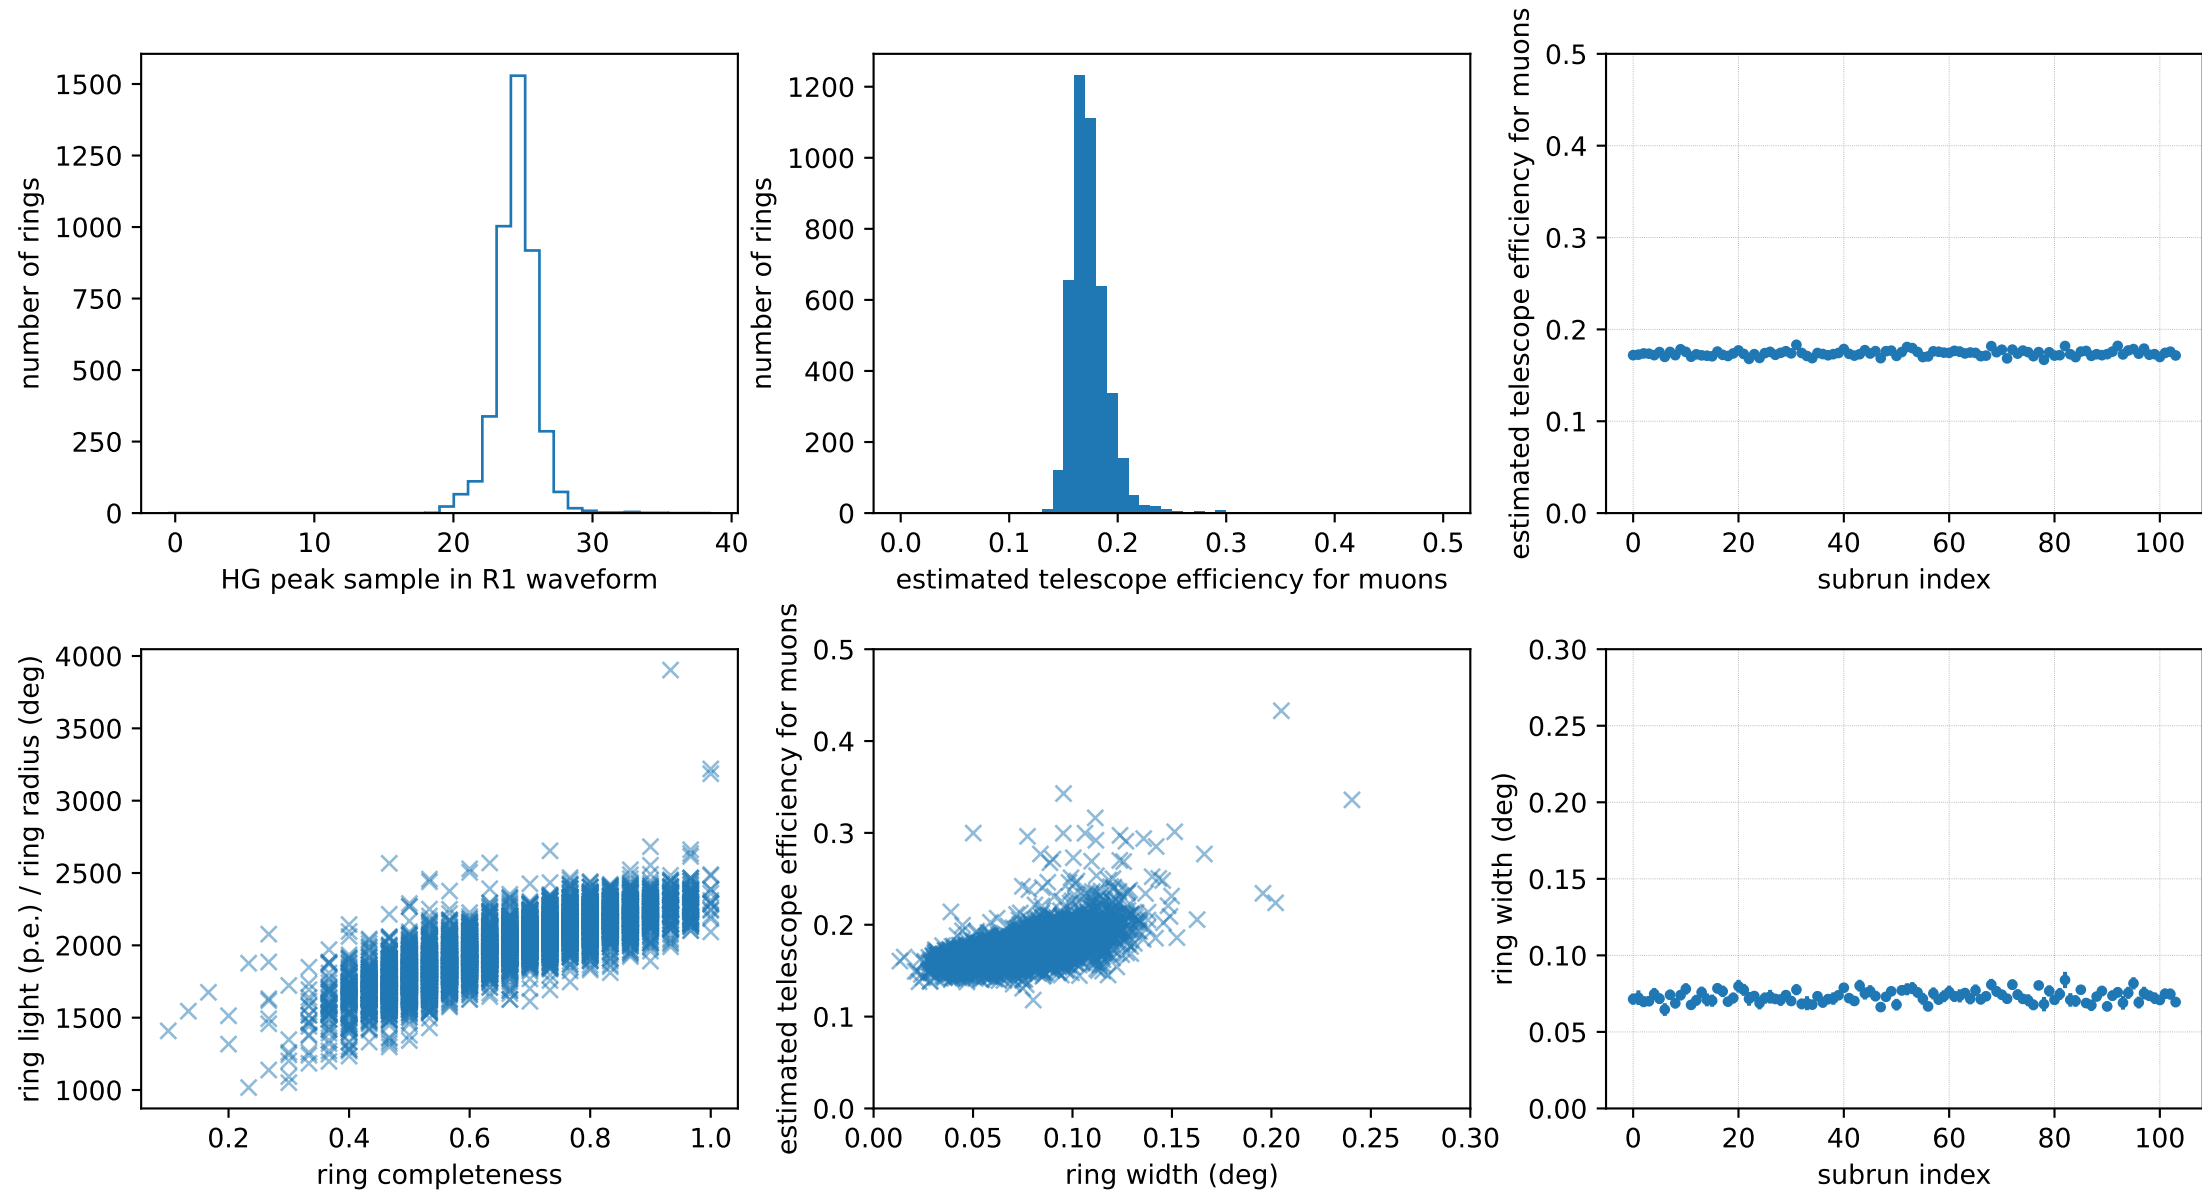 number of rings
1500
1250
1000
750
500
250
0
0 10 20 30 40
HG peak sample in R1 waveform
number of rings
1200
1000
800
600
400
200
0
0.0 0.1 0.2 0.3 0.4 0.5
estimated telescope efficiency for muons
estimated telescope efficiency for muons
0.5
0.4
0.3
0.2
0.1
0.0
0 20 40 60 80 100
subrun index
ring light (p.e.) / ring radius (deg)
4000
3500
3000
2500
2000
1500
1000
0.2 0.4 0.6 0.8 1.0
ring completeness
estimated telescope efficiency for muons
0.5
0.4
0.3
0.2
0.1
0.0
0.00 0.05 0.10 0.15 0.20 0.25 0.30
ring width (deg)
ring width (deg)
0.30
0.25
0.20
0.15
0.10
0.05
0.00
0 20 40 60 80 100
subrun index